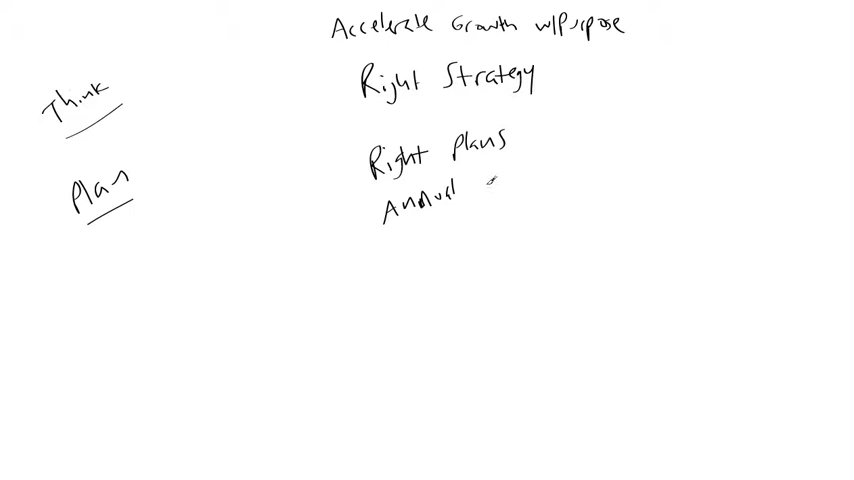 Accelerate Growth w/Purpose
Think
Right Strategy
Plan
Right Plans
Annual